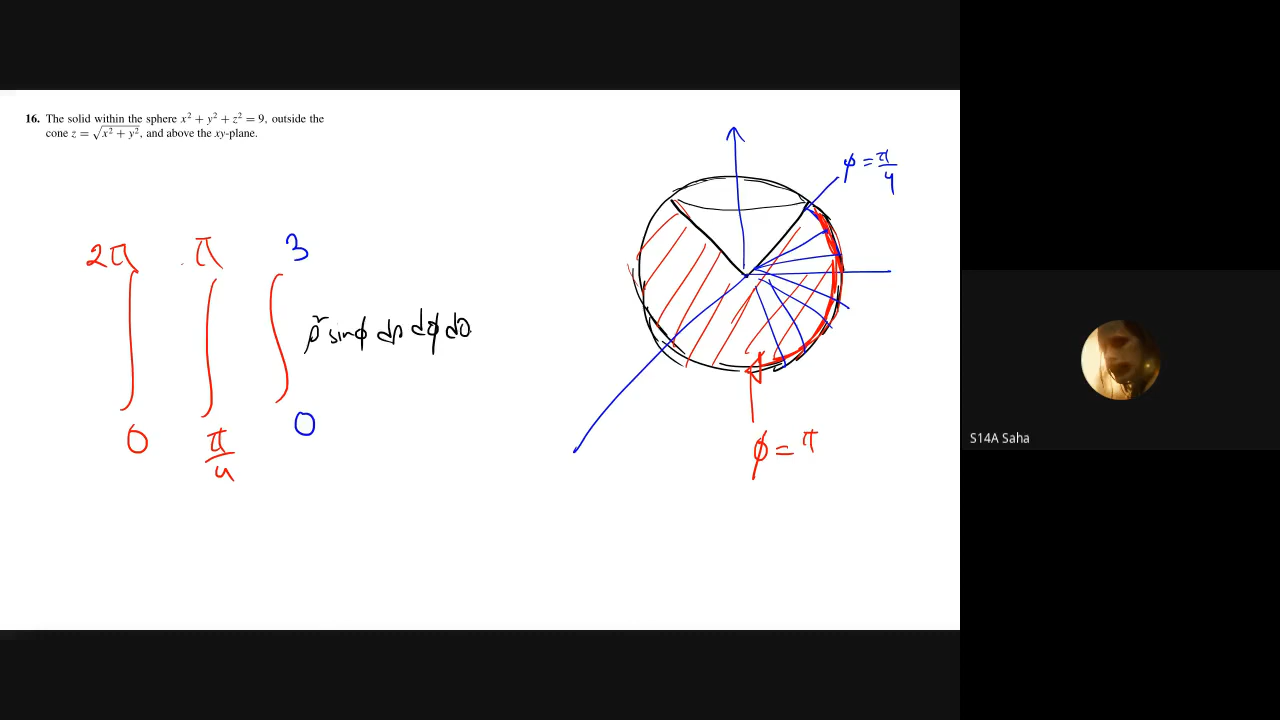 16. The solid within the sphere x² + y² + z² = 9, outside the
cone z = √(x² + y²), and above the xy-plane.
φ = π/4
2π π 3
∫ ∫ ∫ ρ² sinφ dρ dφ dθ
0 π/4 0
φ = π
S14A Saha